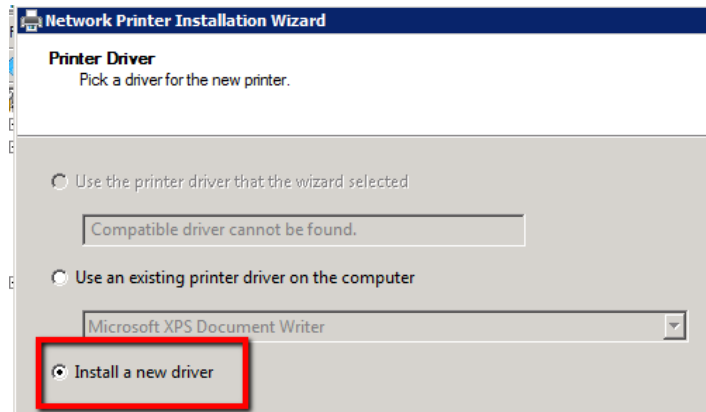 Network Printer Installation Wizard
Printer Driver
Pick a driver for the new printer.
Use the printer driver that the wizard selected
Compatible driver cannot be found.
Use an existing printer driver on the computer
Microsoft XPS Document Writer
Install a new driver